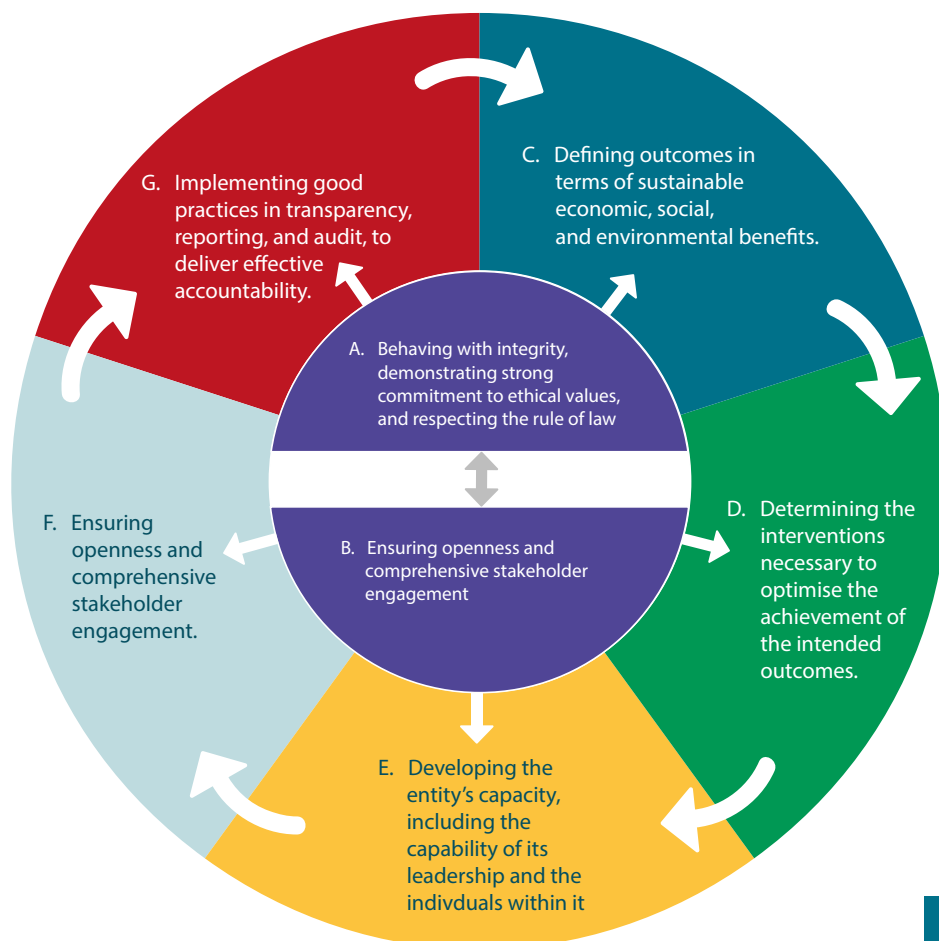 A. Behaving with integrity,
demonstrating strong
commitment to ethical values,
and respecting the rule of law
B. Ensuring openness and
comprehensive stakeholder
engagement
C. Defining outcomes in
terms of sustainable
economic, social,
and environmental benefits.
D. Determining the
interventions
necessary to
optimise the
achievement of
the intended
outcomes.
E. Developing the
entity’s capacity,
including the
capability of its
leadership and the
indivduals within it
F. Ensuring
openness and
comprehensive
stakeholder
engagement.
G. Implementing good
practices in transparency,
reporting, and audit, to
deliver effective
accountability.